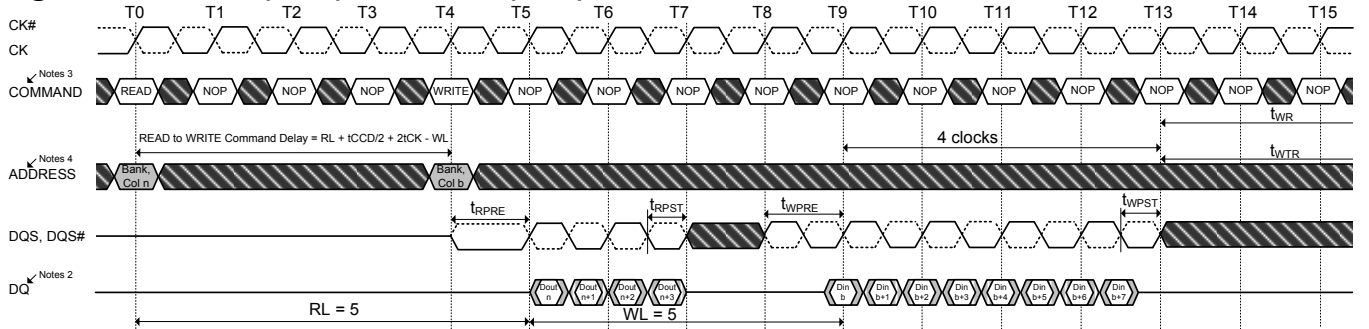 T0 T1 T2 T3 T4 T5 T6 T7 T8 T9 T10 T11 T12 T13 T14 T15
CK#
CK
Notes 3
COMMAND READ NOP NOP NOP WRITE NOP NOP NOP NOP NOP NOP NOP NOP NOP NOP NOP
tWR
READ to WRITE Command Delay = RL + tCCD/2 + 2tCK - WL
4 clocks
Notes 4
tWTR
ADDRESS Bank, Col n Bank, Col b
tRPRE tRPST tWPRE tWPST
DQS, DQS#
Notes 2
DQ Dout n Dout n+1 Dout n+2 Dout n+3 Din b Din b+1 Din b+2 Din b+3 Din b+4 Din b+5 Din b+6 Din b+7
RL = 5 WL = 5